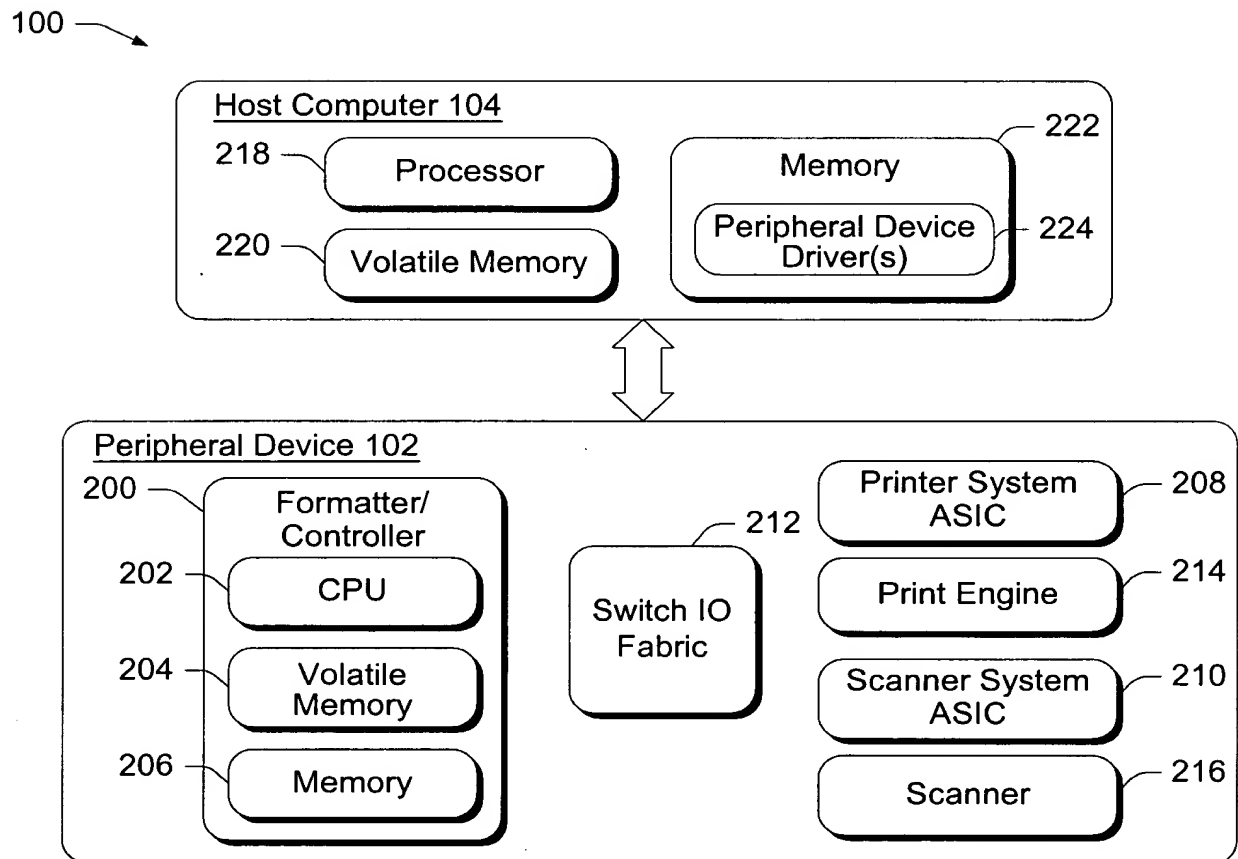 100
Host Computer 104
218
Processor
220
Volatile Memory
222
Memory
Peripheral Device
Driver(s)
224
Peripheral Device 102
200
Formatter/
Controller
202
CPU
204
Volatile
Memory
206
Memory
212
Switch IO
Fabric
Printer System
ASIC
208
Print Engine
214
Scanner System
ASIC
210
Scanner
216